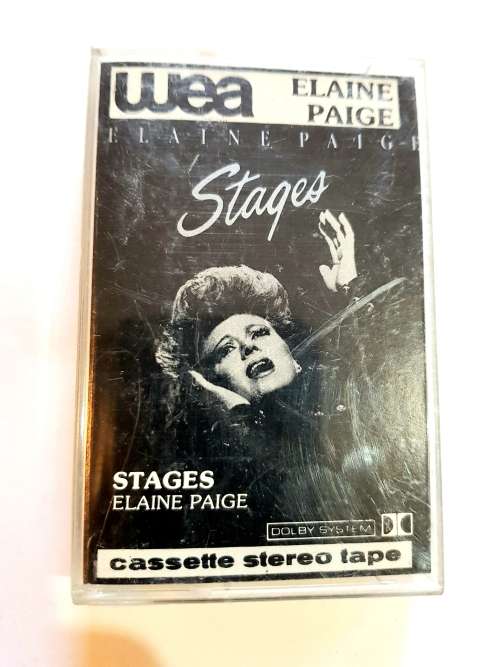 wea
ELAINE
PAIGE
ELAINE PAIGE
Stages
STAGES
ELAINE PAIGE
DOLBY SYSTEM
cassette stereo tape